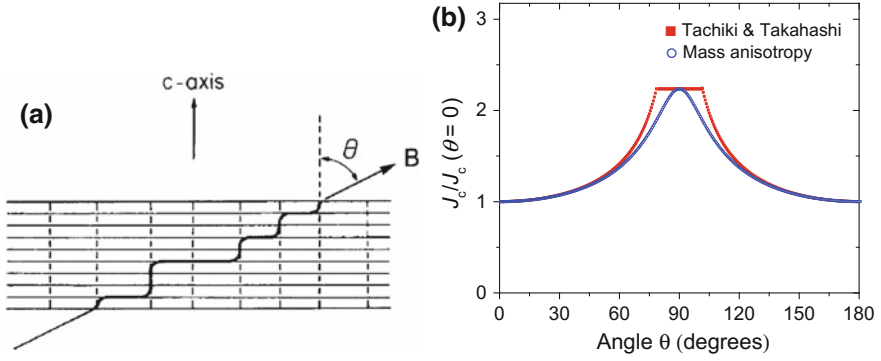 (a)
c-axis
θ
B
(b)
Tachiki & Takahashi
Mass anisotropy
J_c/J_c (θ = 0)
3
2
1
0
0 30 60 90 120 150 180
Angle θ (degrees)